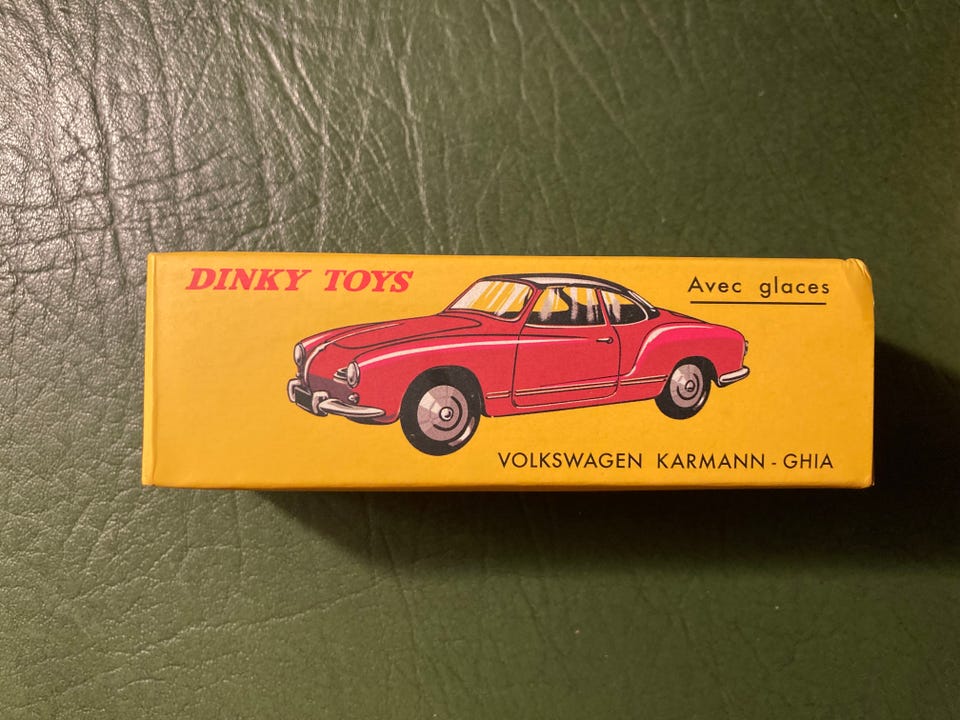 DINKY TOYS
Avec glaces
VOLKSWAGEN KARMANN - GHIA